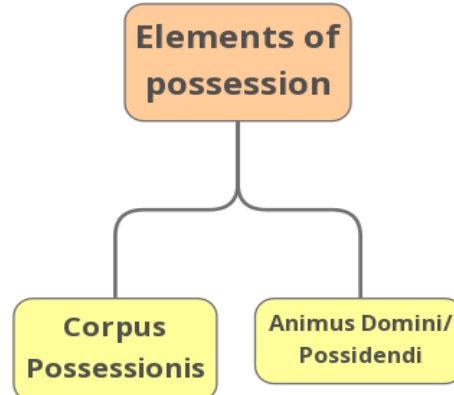 Elements of
possession
Corpus
Possessionis
Animus Domini/
Possidendi